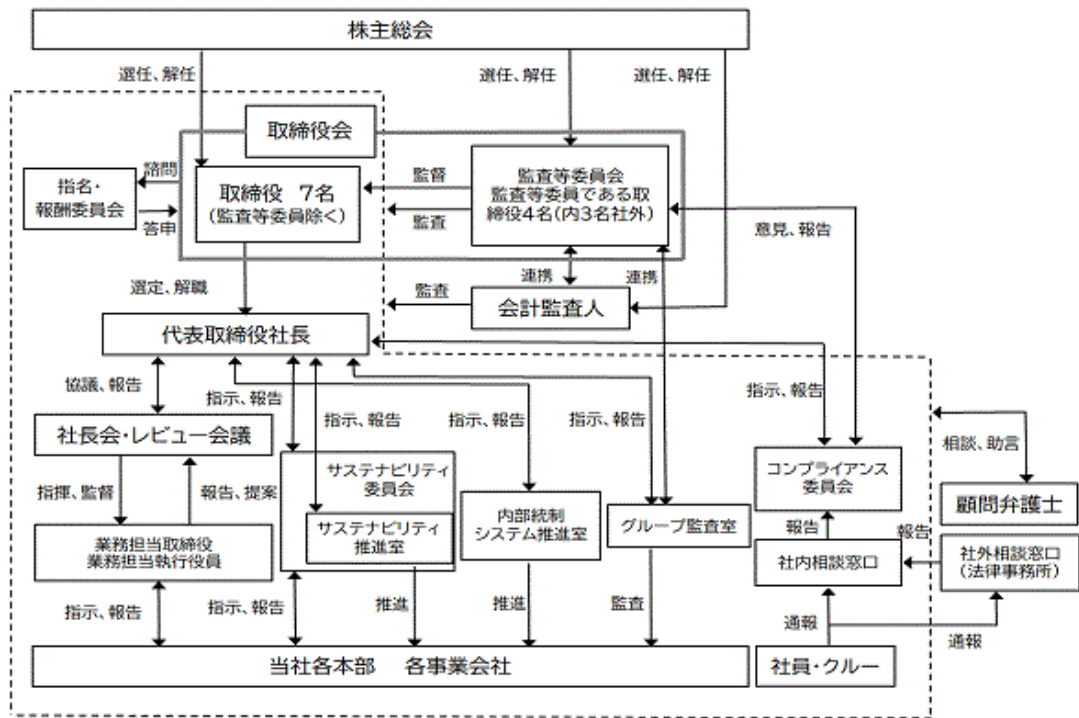 株主総会
選任、解任
選任、解任
選任、解任
取締役会
指名・
報酬委員会
諮問
答申
取締役 7名
(監査等委員除く)
監督
監査
監査等委員会
監査等委員である取
締役4名(内3名社外)
意見、報告
選定、解職
連携
連携
監査
会計監査人
代表取締役社長
協議、報告
指示、報告
指示、報告
指示、報告
指示、報告
指示、報告
社長会・レビュー会議
サステナビリティ
委員会
サステナビリティ
推進室
内部統制
システム推進室
グループ監査室
コンプライアンス
委員会
相談、助言
顧問弁護士
指揮、監督
報告、提案
業務担当取締役
業務担当執行役員
報告
報告
社内相談窓口
社外相談窓口
(法律事務所)
指示、報告
指示、報告
推進
推進
監査
通報
通報
当社各本部 各事業会社
社員・クルー